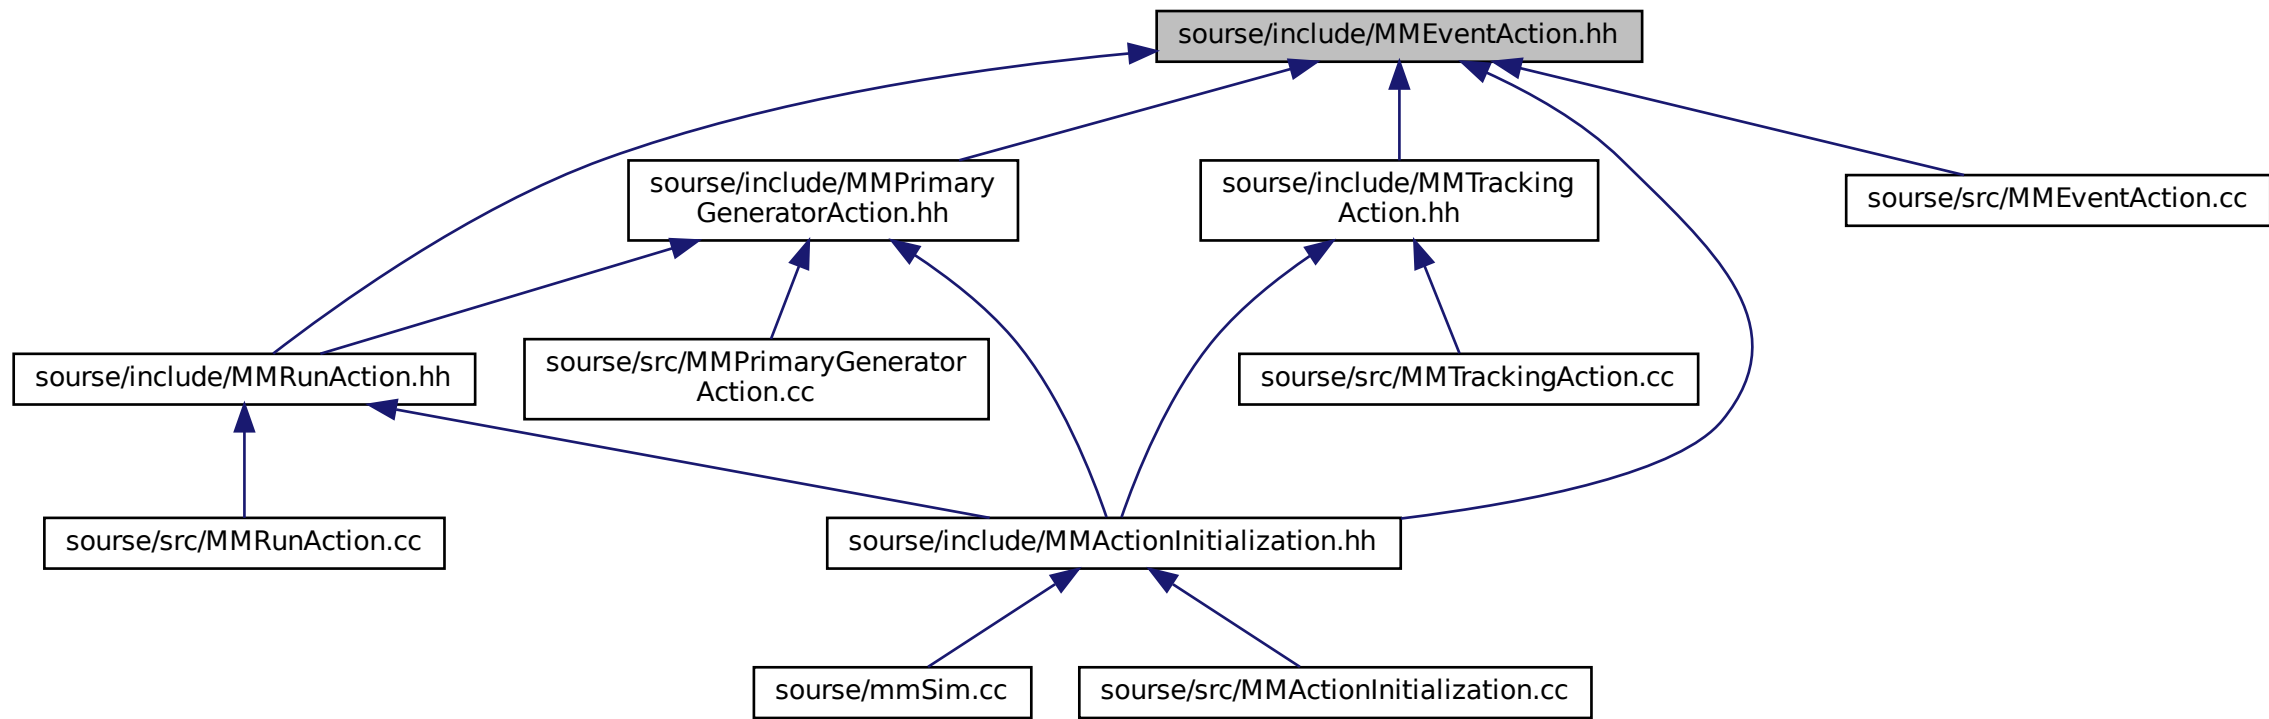 sourse/include/MMEventAction.hh
sourse/include/MMPrimary
GeneratorAction.hh
sourse/include/MMTracking
Action.hh
sourse/src/MMEventAction.cc
sourse/include/MMRunAction.hh
sourse/src/MMPrimaryGenerator
Action.cc
sourse/src/MMTrackingAction.cc
sourse/src/MMRunAction.cc
sourse/include/MMActionInitialization.hh
sourse/mmSim.cc
sourse/src/MMActionInitialization.cc